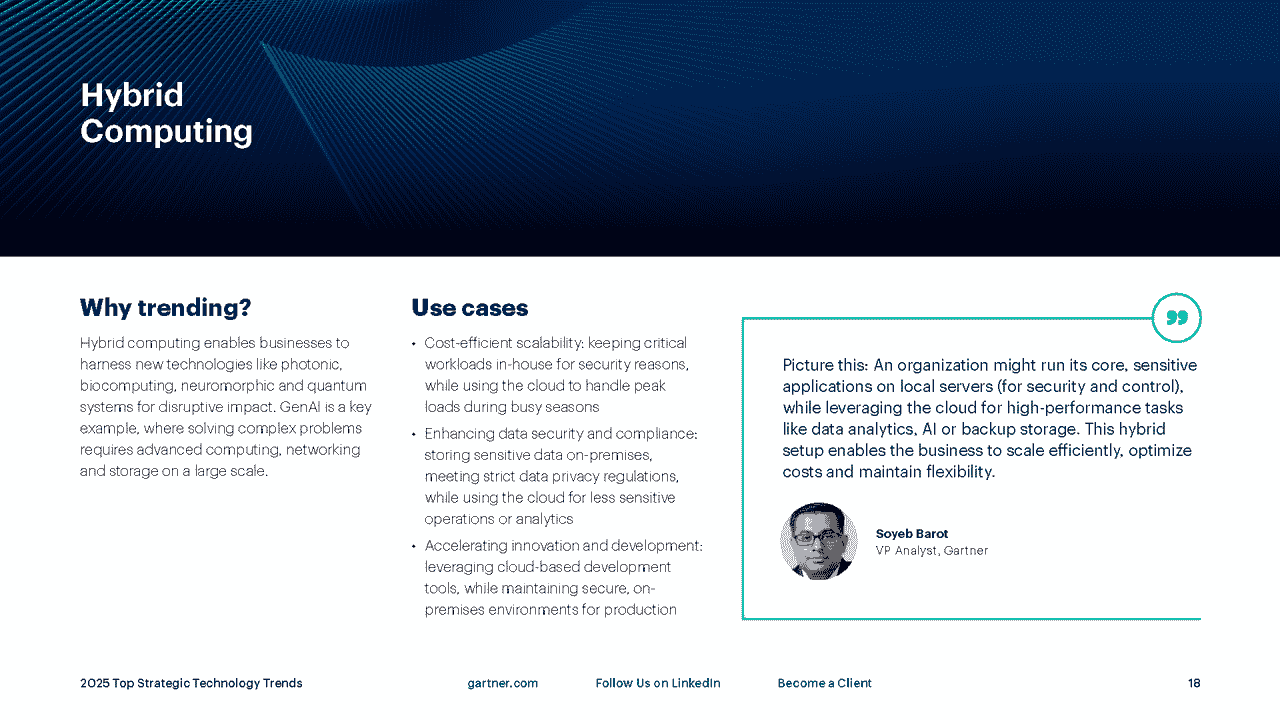 Hybrid
Computing
Why trending?
Hybrid computing enables businesses to
harness new technologies like photonic,
biocomputing, neuromorphic and quantum
systems for disruptive impact. GenAI is a key
example, where solving complex problems
requires advanced computing, networking
and storage on a large scale.
Use cases
• Cost-efficient scalability: keeping critical
workloads in-house for security reasons,
while using the cloud to handle peak
loads during busy seasons
• Enhancing data security and compliance:
storing sensitive data on-premises,
meeting strict data privacy regulations,
while using the cloud for less sensitive
operations or analytics
• Accelerating innovation and development:
leveraging cloud-based development
tools, while maintaining secure, on-
premises environments for production
”
Picture this: An organization might run its core, sensitive
applications on local servers (for security and control),
while leveraging the cloud for high-performance tasks
like data analytics, AI or backup storage. This hybrid
setup enables the business to scale efficiently, optimize
costs and maintain flexibility.
Soyeb Barot
VP Analyst, Gartner
2025 Top Strategic Technology Trends
gartner.com
Follow Us on LinkedIn
Become a Client
18